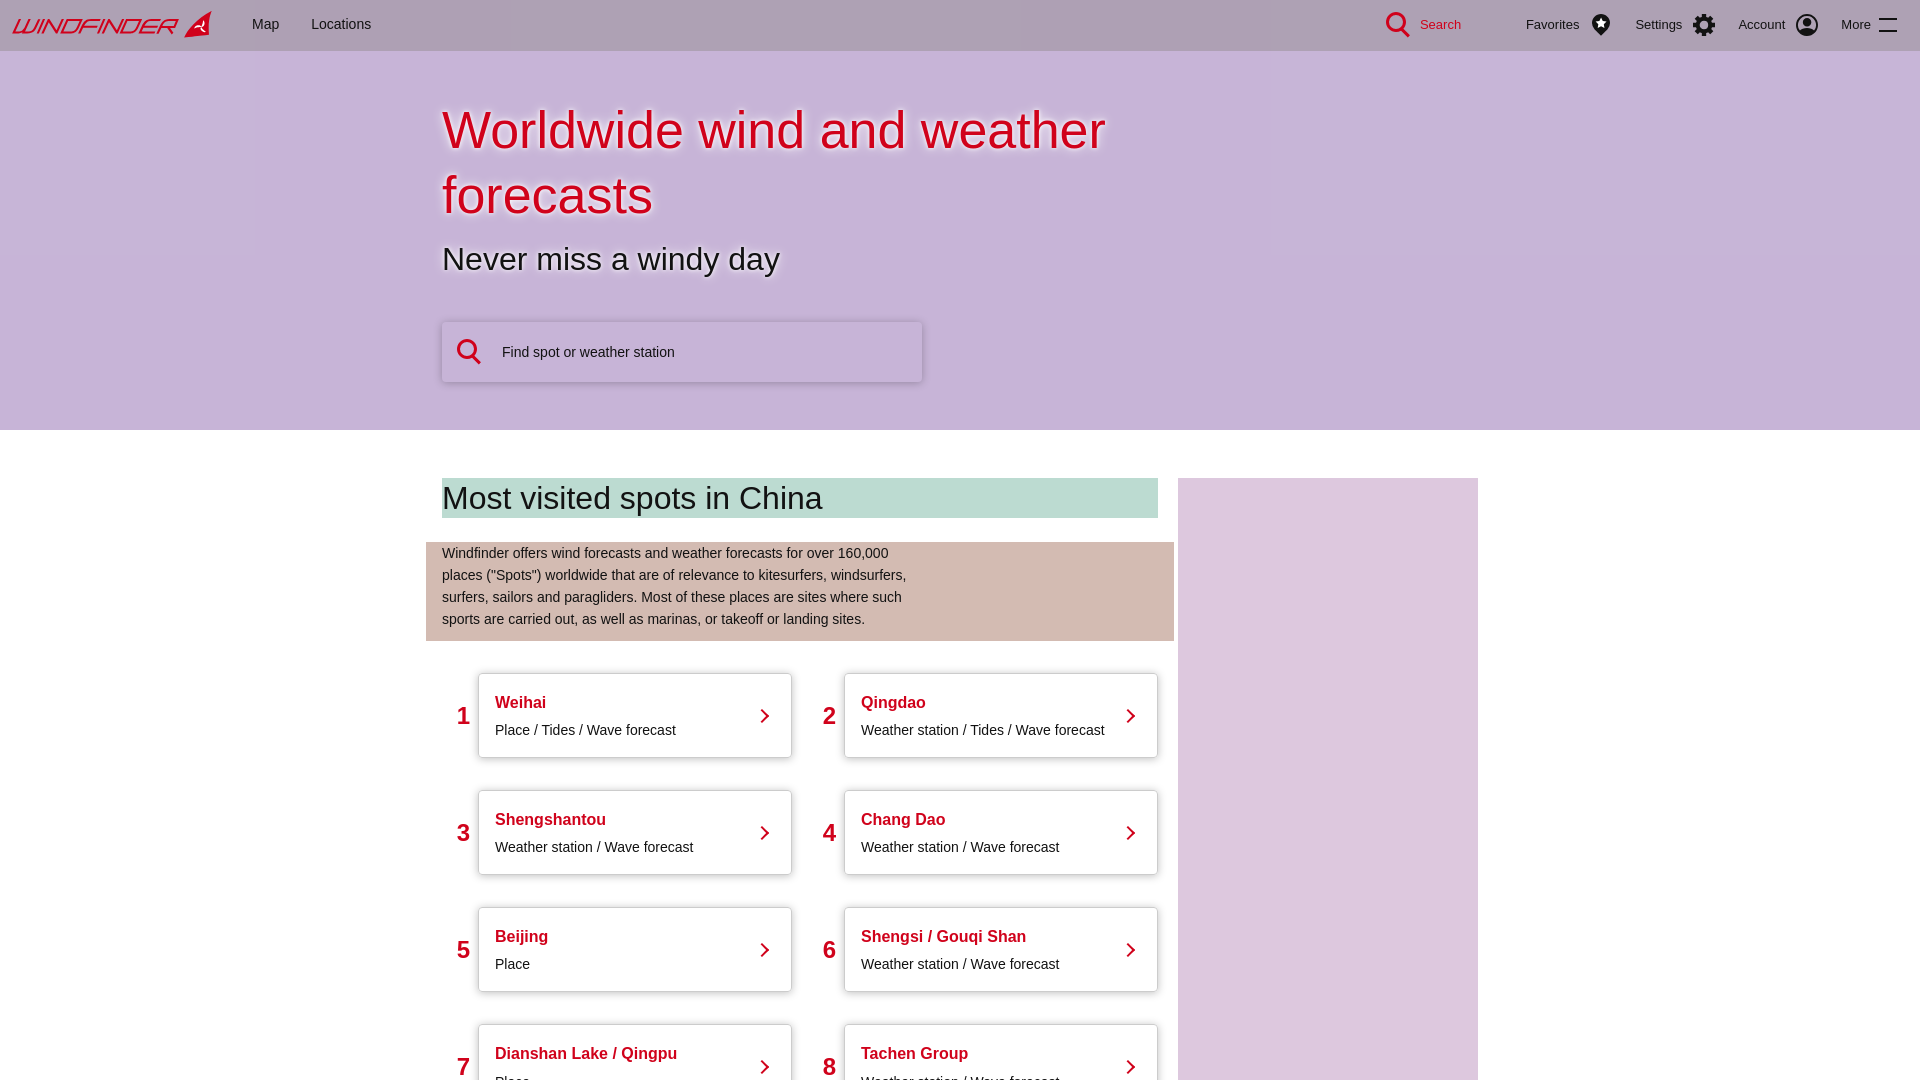 WINDFINDER
Map
Locations
Search
Favorites
Settings
Account
More
Worldwide wind and weather
forecasts
Never miss a windy day
Find spot or weather station
Most visited spots in China
Windfinder offers wind forecasts and weather forecasts for over 160,000
places ("Spots") worldwide that are of relevance to kitesurfers, windsurfers,
surfers, sailors and paragliders. Most of these places are sites where such
sports are carried out, as well as marinas, or takeoff or landing sites.
1
Weihai
Place / Tides / Wave forecast
2
Qingdao
Weather station / Tides / Wave forecast
3
Shengshantou
Weather station / Wave forecast
4
Chang Dao
Weather station / Wave forecast
5
Beijing
Place
6
Shengsi / Gouqi Shan
Weather station / Wave forecast
7
Dianshan Lake / Qingpu
Place
8
Tachen Group
Weather station / Wave forecast